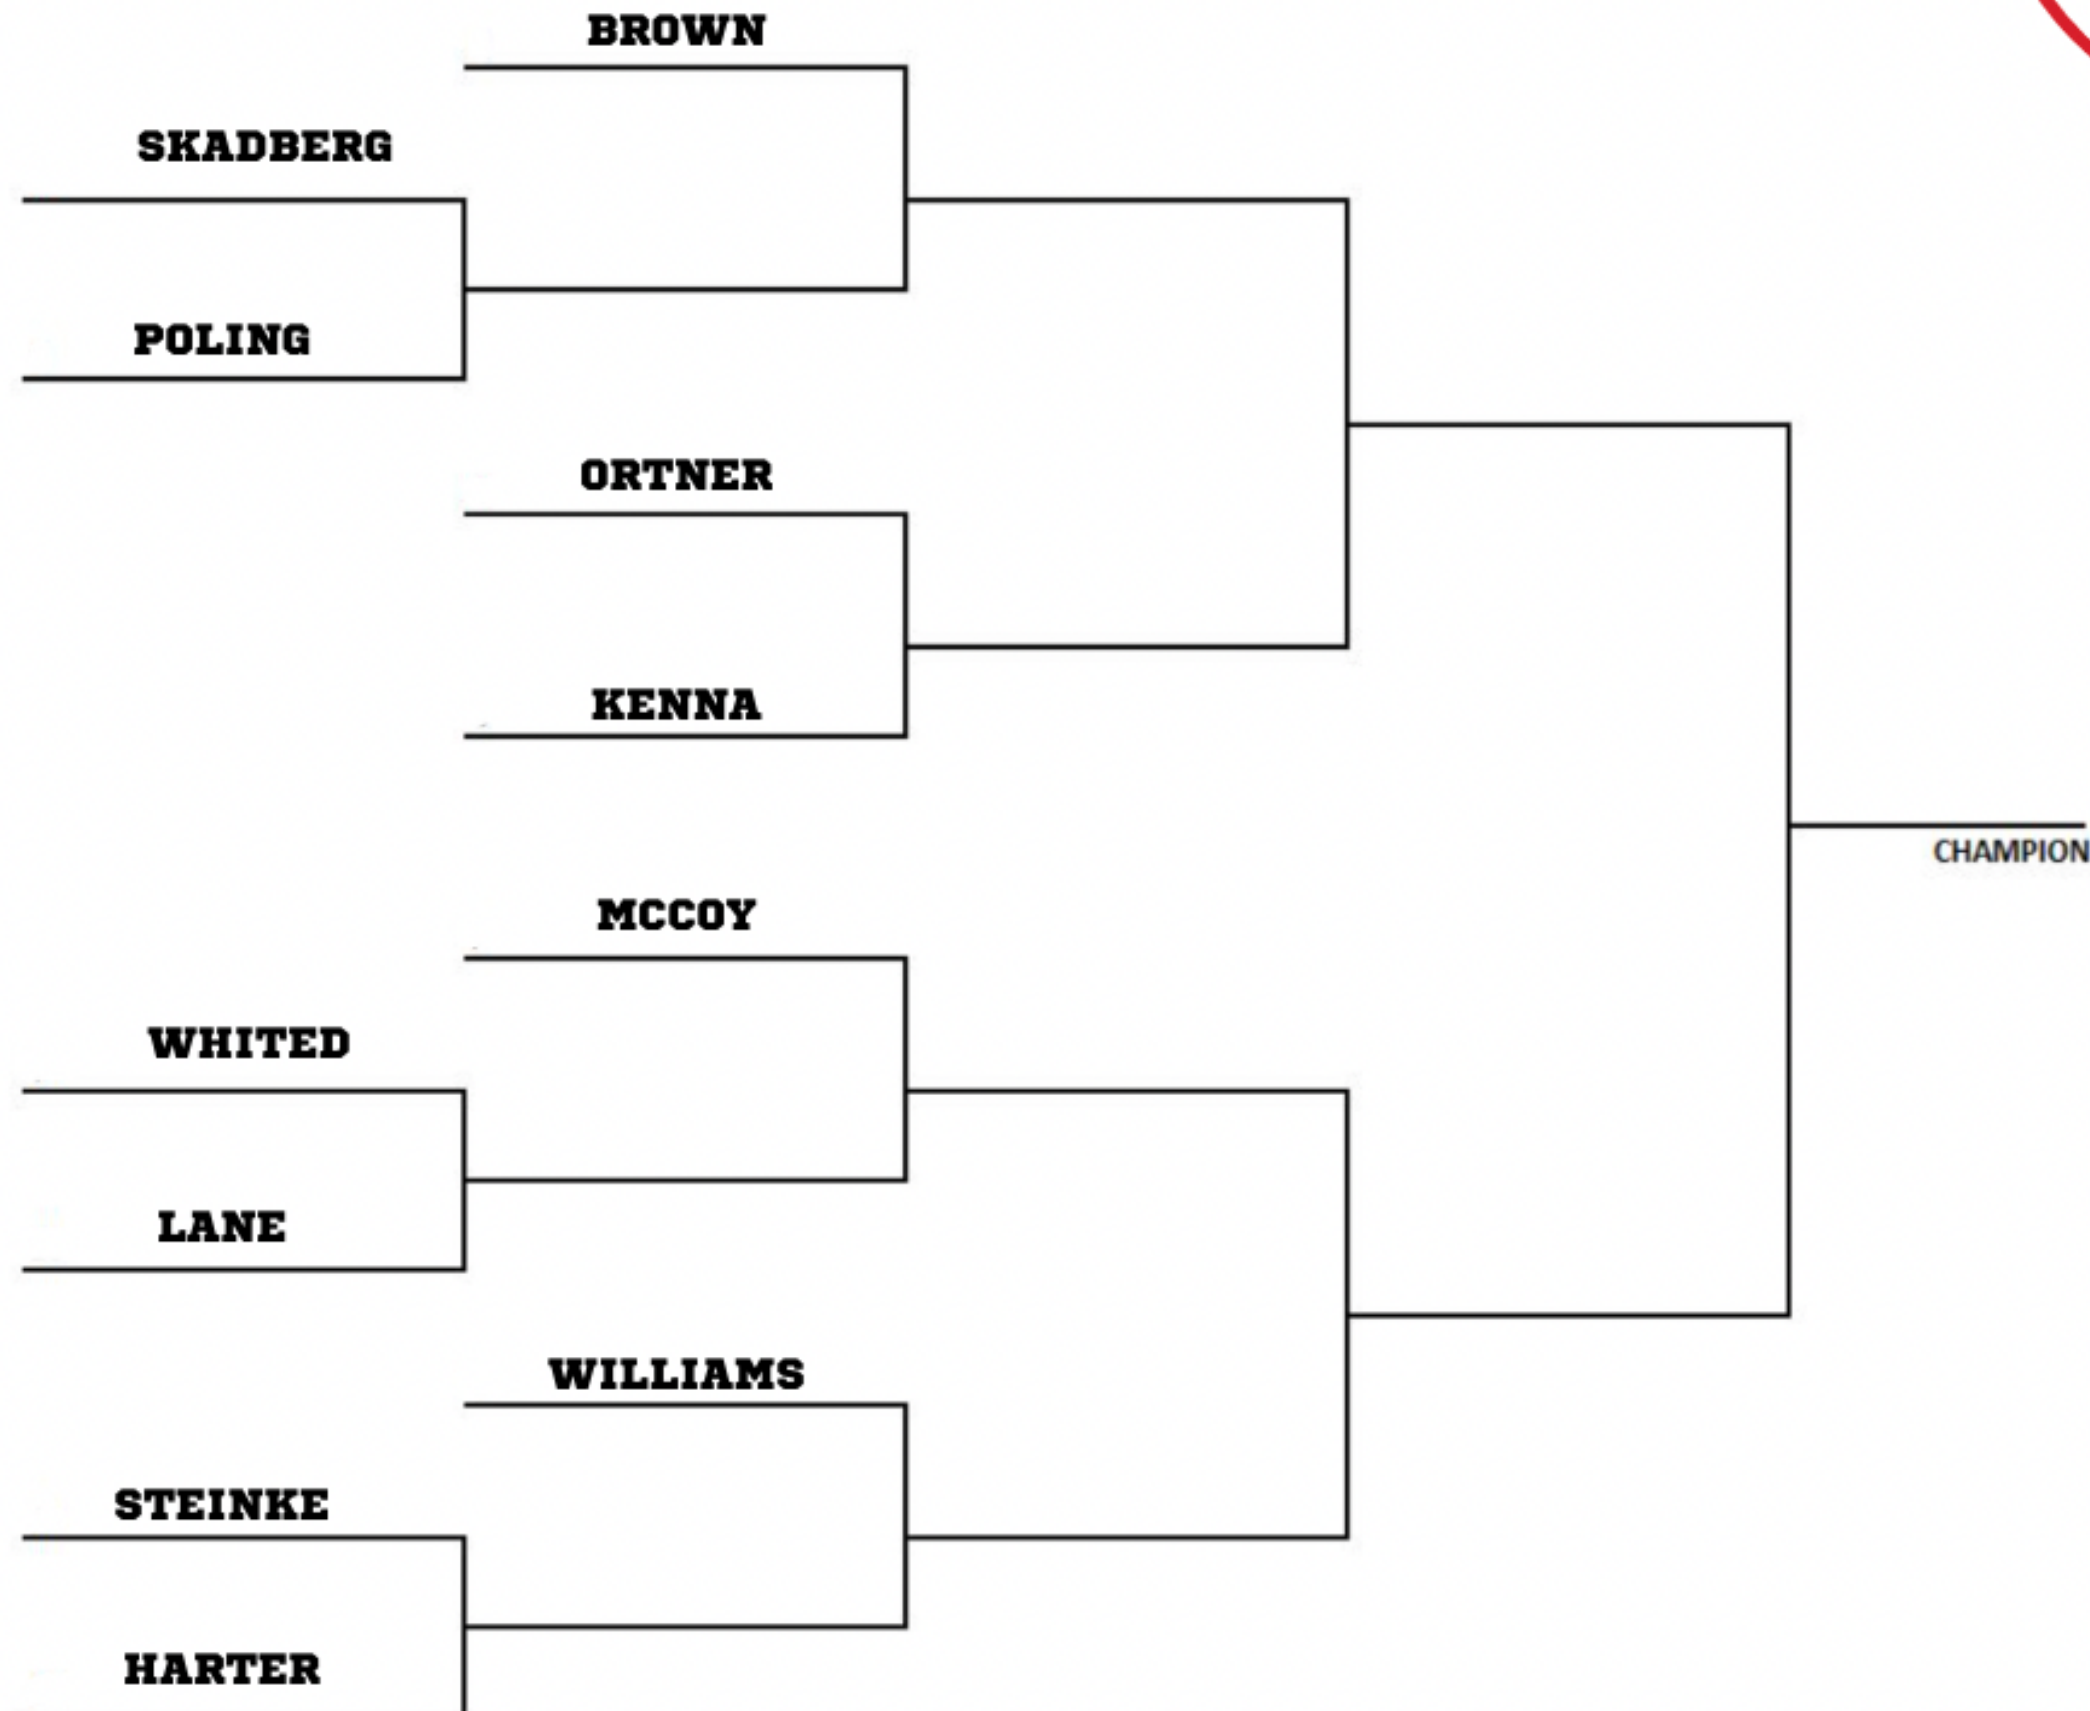 BROWN
SKADBERG
POLING
ORTNER
KENNA
CHAMPION
MCCOY
WHITED
LANE
WILLIAMS
STEINKE
HARTER